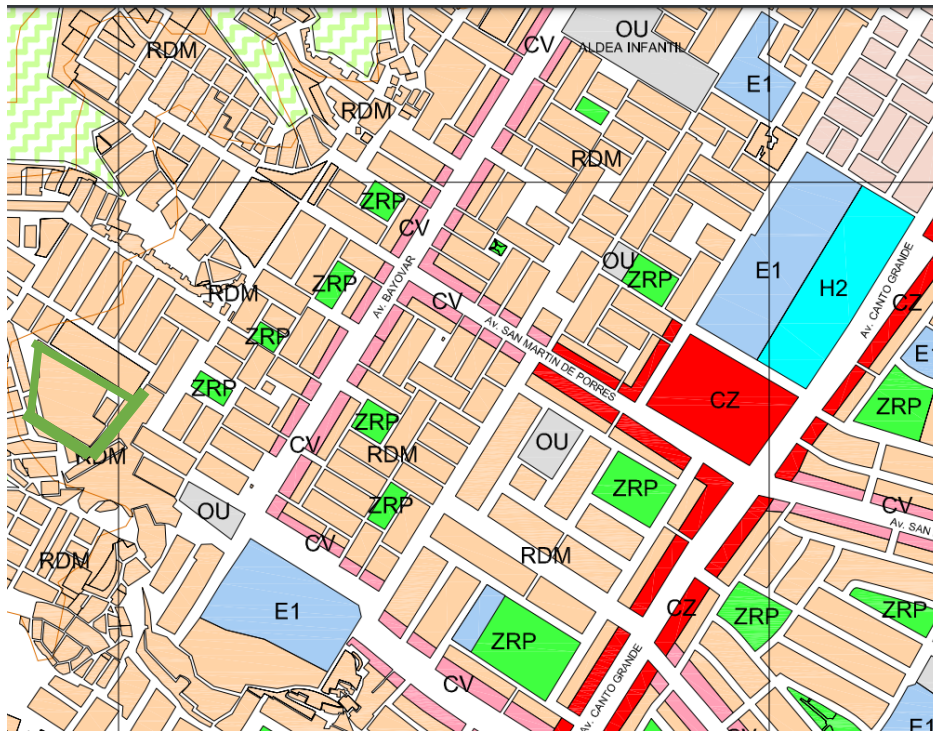 OU
ALDEA INFANTIL
CV
RDM
E1
RDM
RDM
ZRP
CV
OU
ZRP
E1
H2
Av. CANTO GRANDE
CZ
ZRP
RDM
Av. BAYOVAR
CV
Av. SAN MARTIN DE PORRES
ZRP
ZRP
CZ
ZRP
ZRP
CV
RDM
OU
RDM
ZRP
ZRP
CV
Av. SAN
OU
CV
RDM
RDM
E1
CZ
ZRP
ZRP
ZRP
CV
Av. CANTO GRANDE
E1